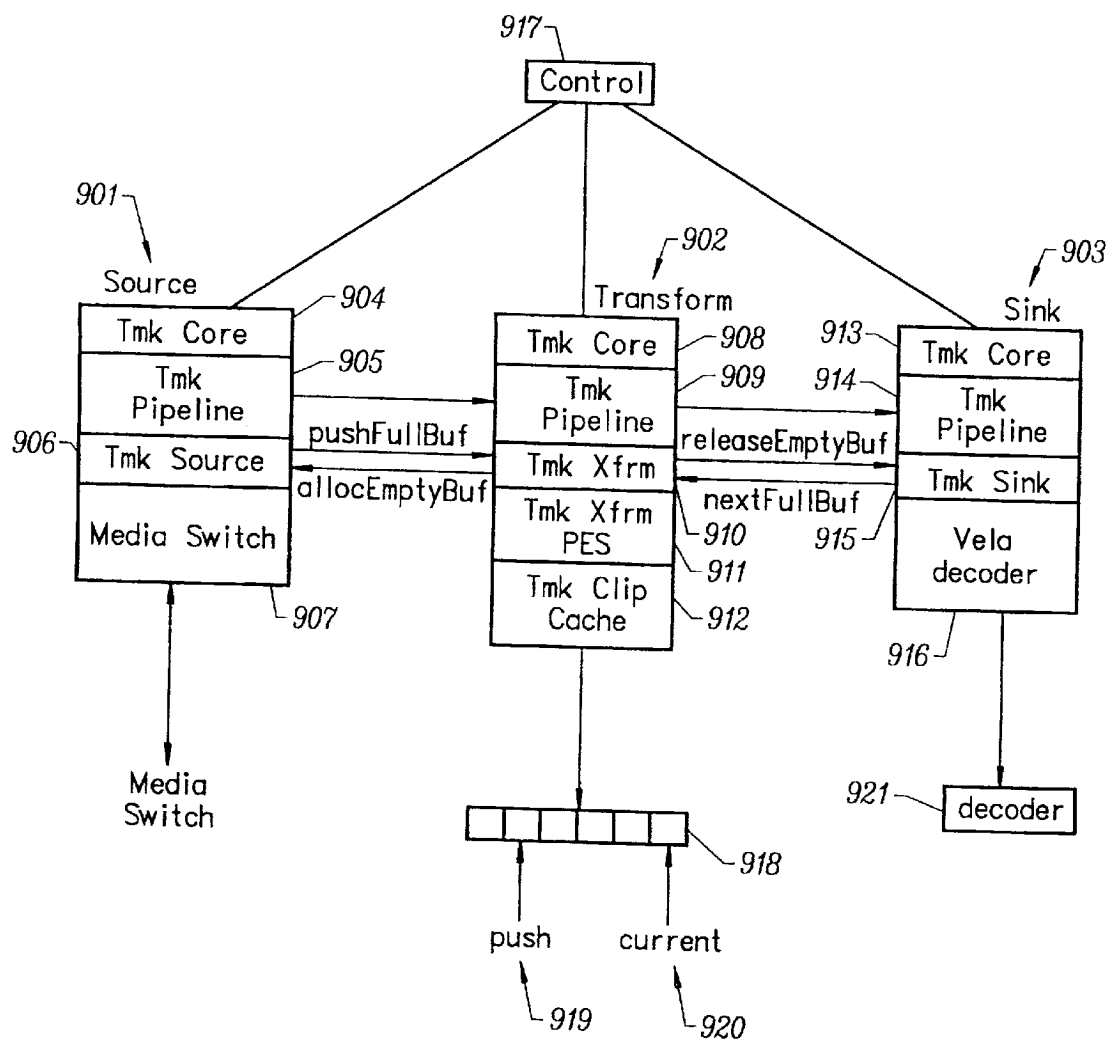 917
Control
901
Source
904
Tmk Core
905
Tmk
Pipeline
906
Tmk Source
Media Switch
907
Media
Switch
pushFullBuf
allocEmptyBuf
902
Transform
908
Tmk Core
909
Tmk
Pipeline
Tmk Xfrm
910
Tmk Xfrm
PES
911
Tmk Clip
Cache
912
releaseEmptyBuf
nextFullBuf
903
Sink
913
Tmk Core
914
Tmk
Pipeline
Tmk Sink
915
Vela
decoder
916
921
decoder
918
push
current
919
920